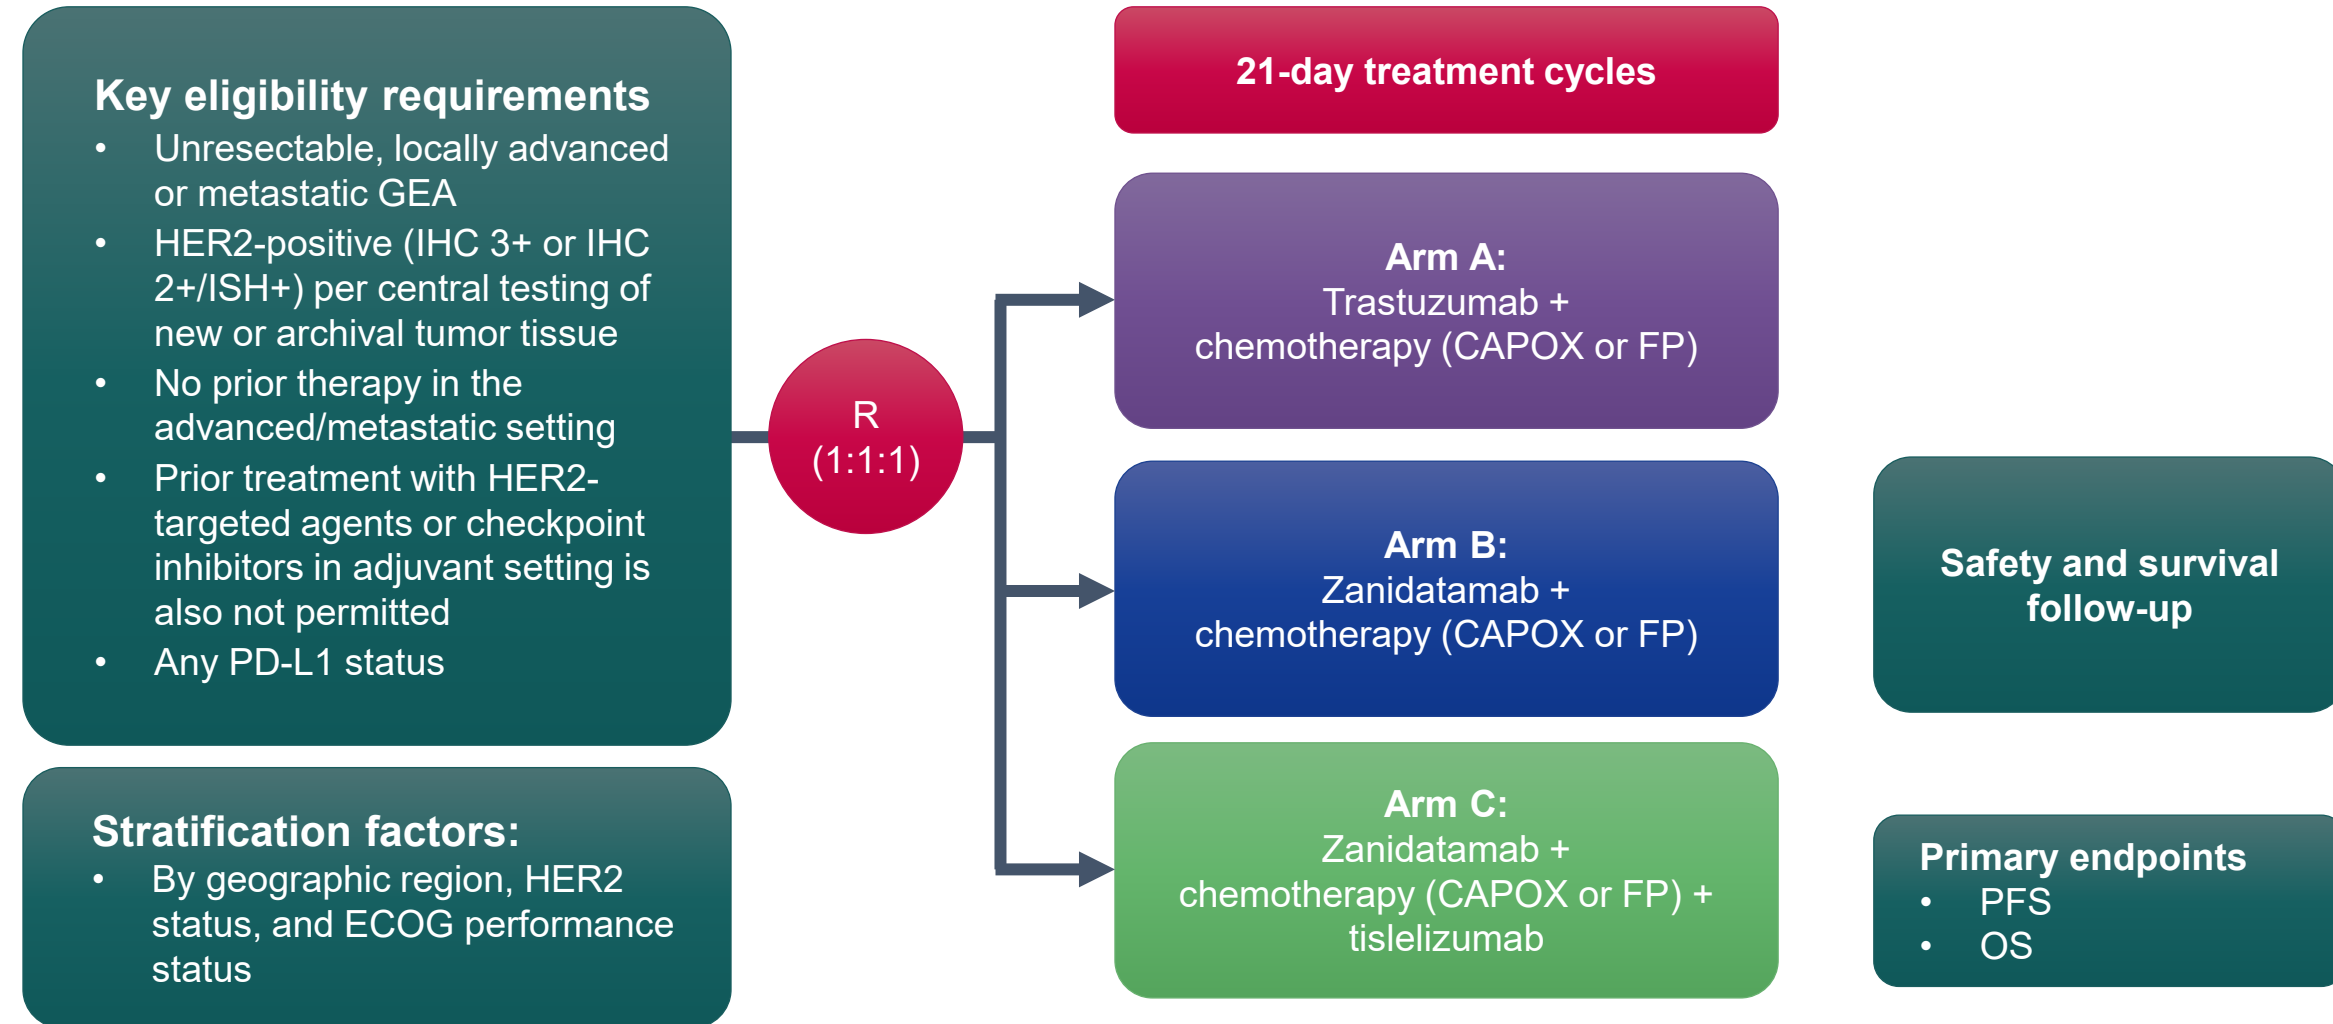 Key eligibility requirements
• Unresectable, locally advanced
or metastatic GEA
• HER2-positive (IHC 3+ or IHC
2+/ISH+) per central testing of
new or archival tumor tissue
• No prior therapy in the
advanced/metastatic setting
• Prior treatment with HER2-
targeted agents or checkpoint
inhibitors in adjuvant setting is
also not permitted
• Any PD-L1 status
Stratification factors:
• By geographic region, HER2
status, and ECOG performance
status
R
(1:1:1)
21-day treatment cycles
Arm A:
Trastuzumab +
chemotherapy (CAPOX or FP)
Arm B:
Zanidatamab +
chemotherapy (CAPOX or FP)
Arm C:
Zanidatamab +
chemotherapy (CAPOX or FP) +
tislelizumab
Safety and survival
follow-up
Primary endpoints
• PFS
• OS